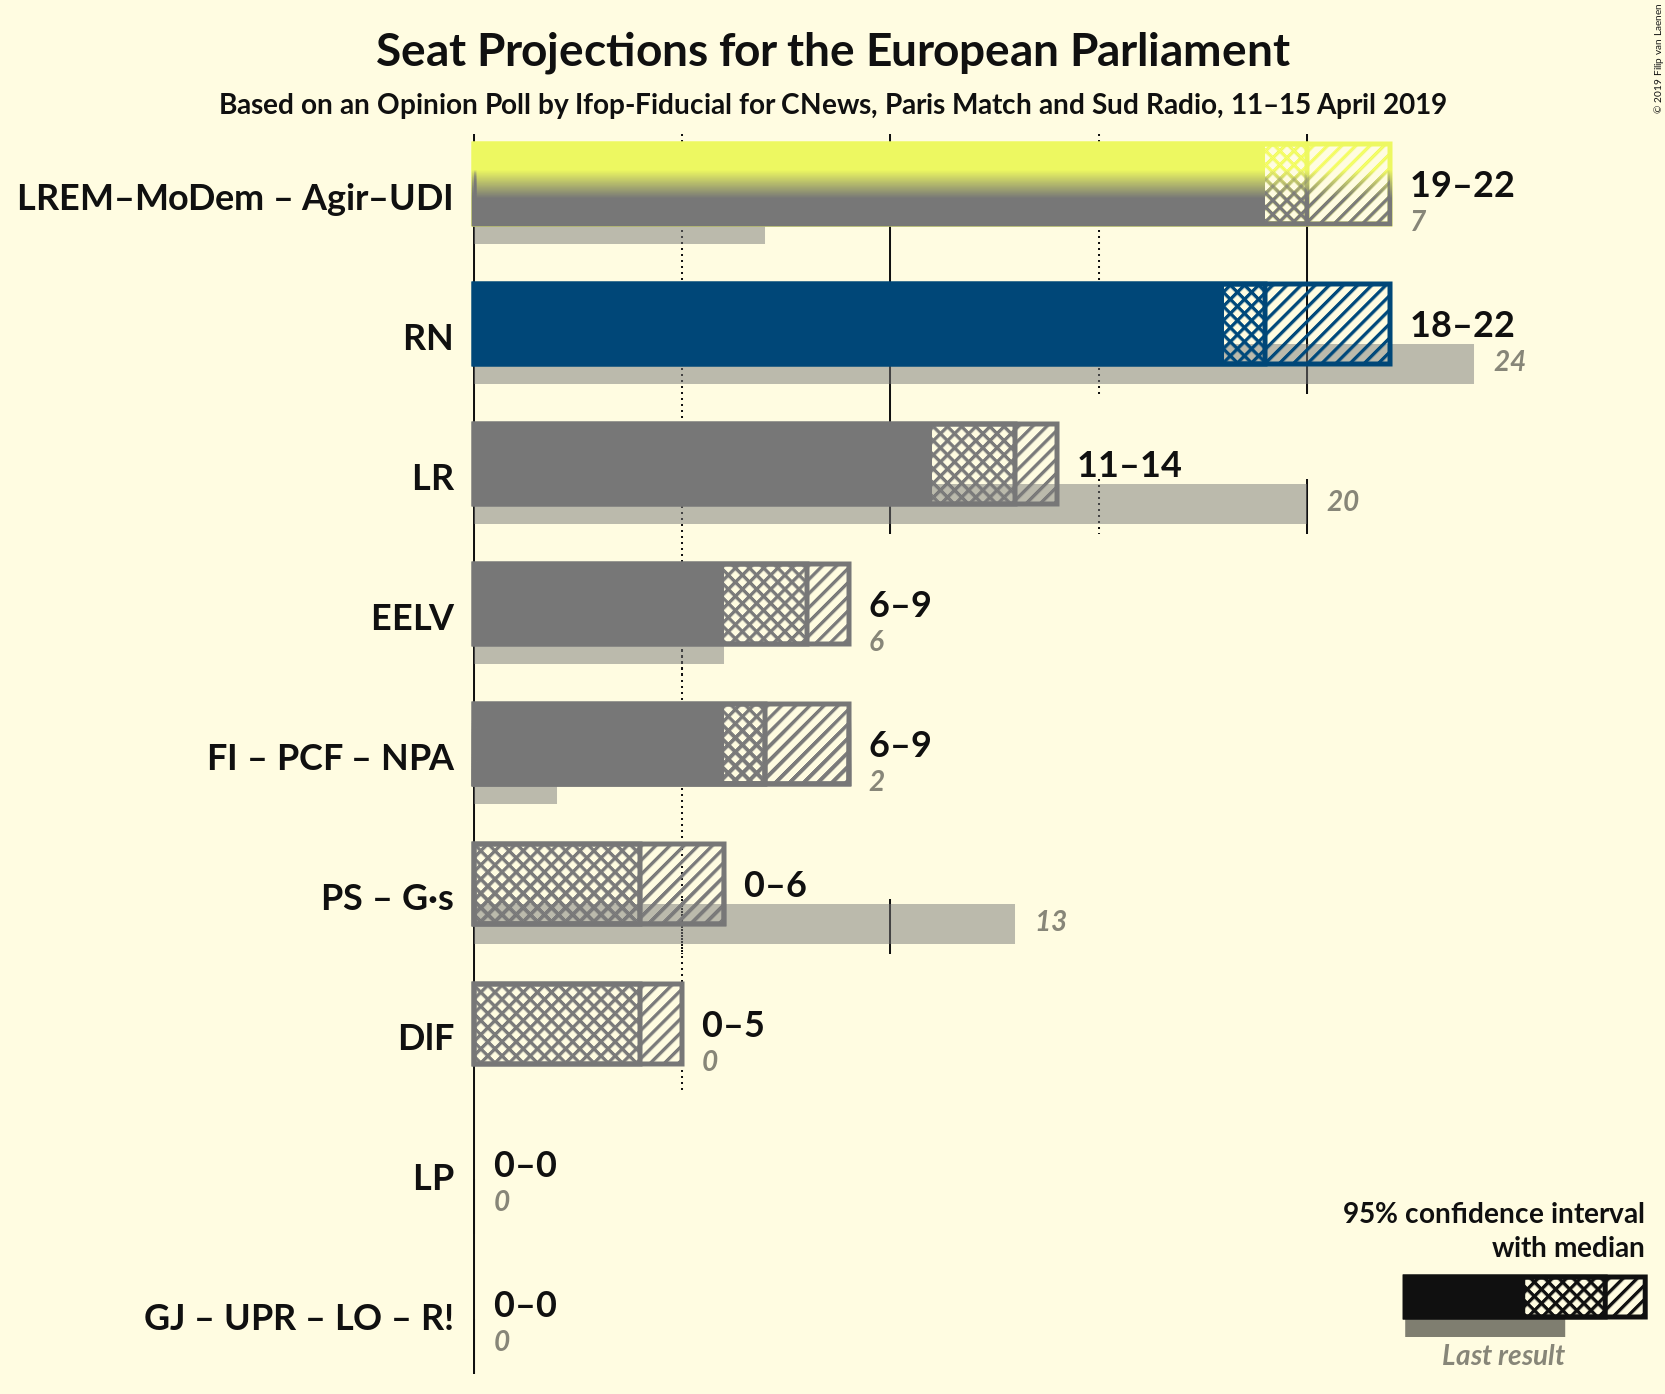 Seat Projections for the European Parliament
Based on an Opinion Poll by Ifop-Fiducial for CNews, Paris Match and Sud Radio, 11–15 April 2019
© 2019 Filip van Laenen
LREM–MoDem – Agir–UDI
19–22
7
RN
18–22
24
LR
11–14
20
EELV
6–9
6
FI – PCF – NPA
6–9
2
PS – G·s
0–6
13
DlF
0–5
0
LP
0–0
0
GJ – UPR – LO – R!
0–0
0
95% confidence interval
with median
Last result